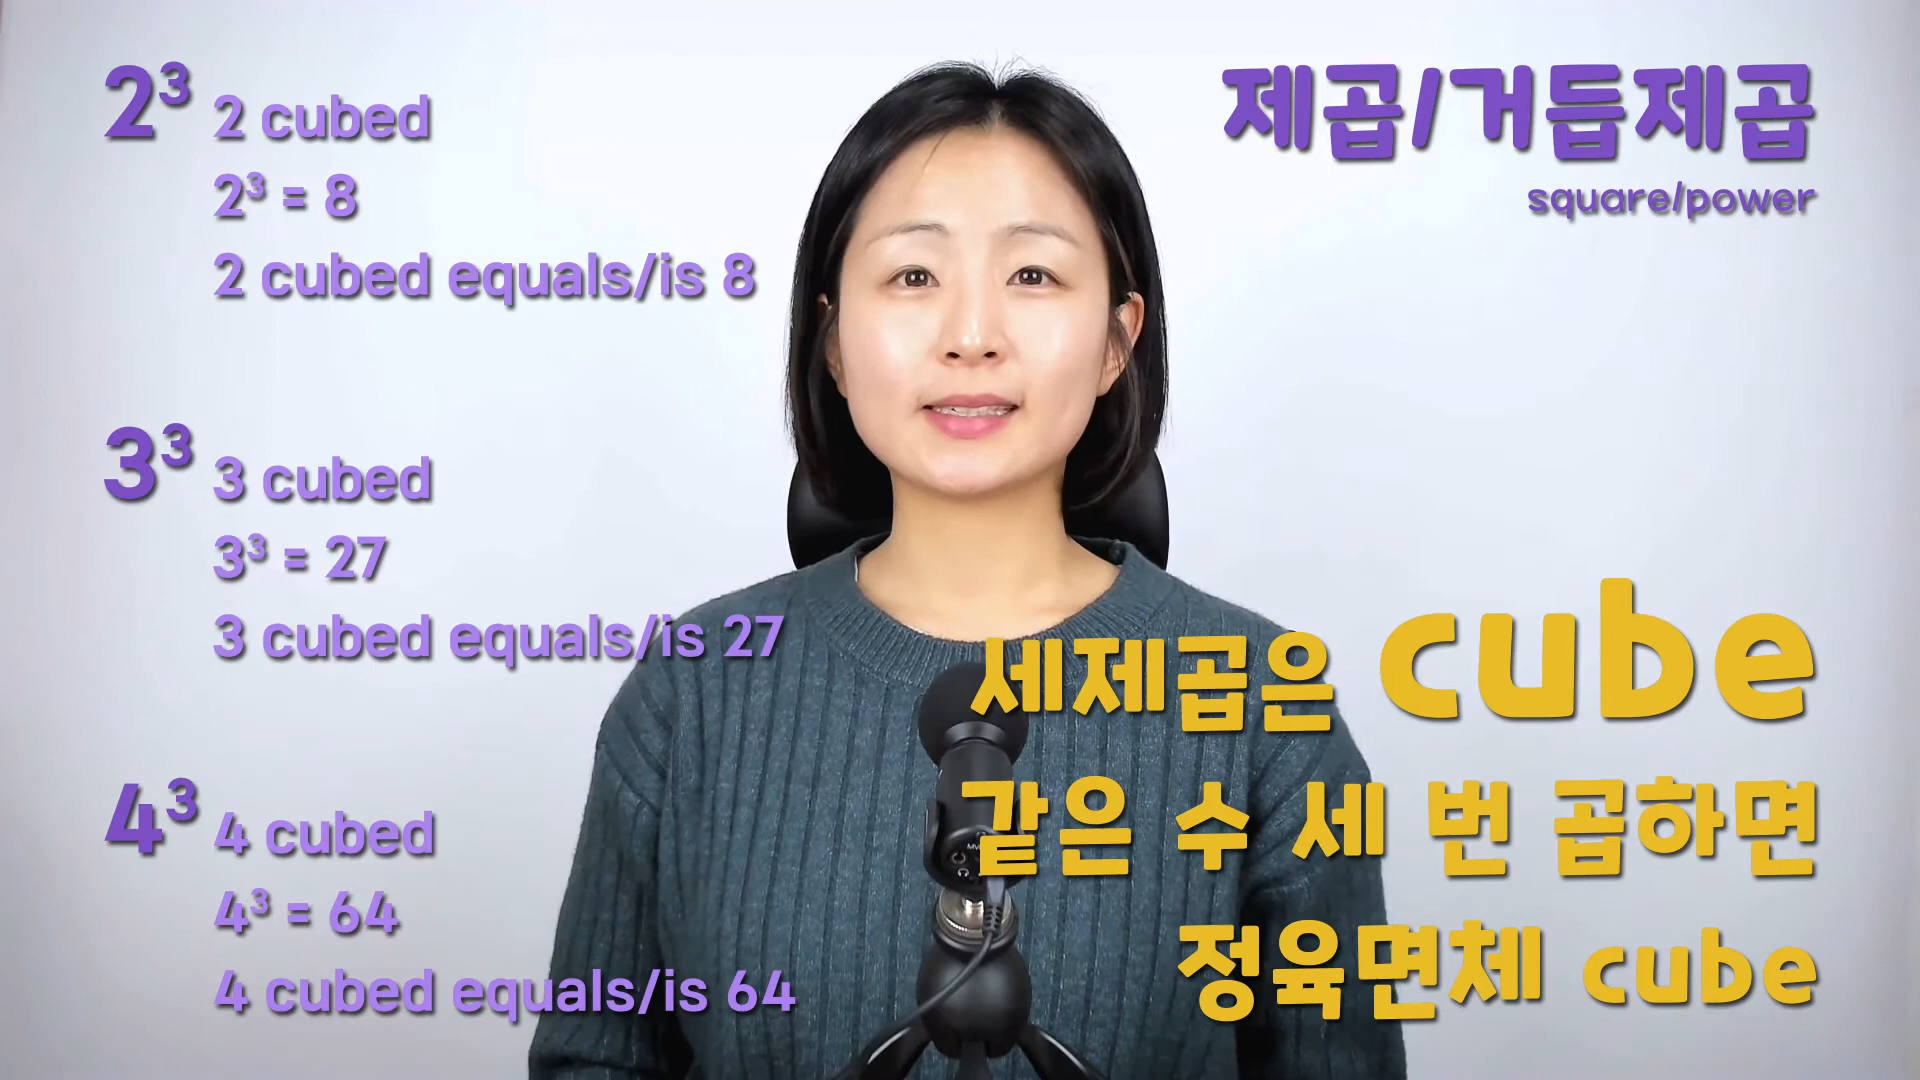 2³ 2 cubed
2³ = 8
2 cubed equals/is 8
3³ 3 cubed
3³ = 27
3 cubed equals/is 27
4³ 4 cubed
4³ = 64
4 cubed equals/is 64
제곱/거듭제곱
square/power
세제곱은 cube
같은 수 세 번 곱하면
정육면체 cube